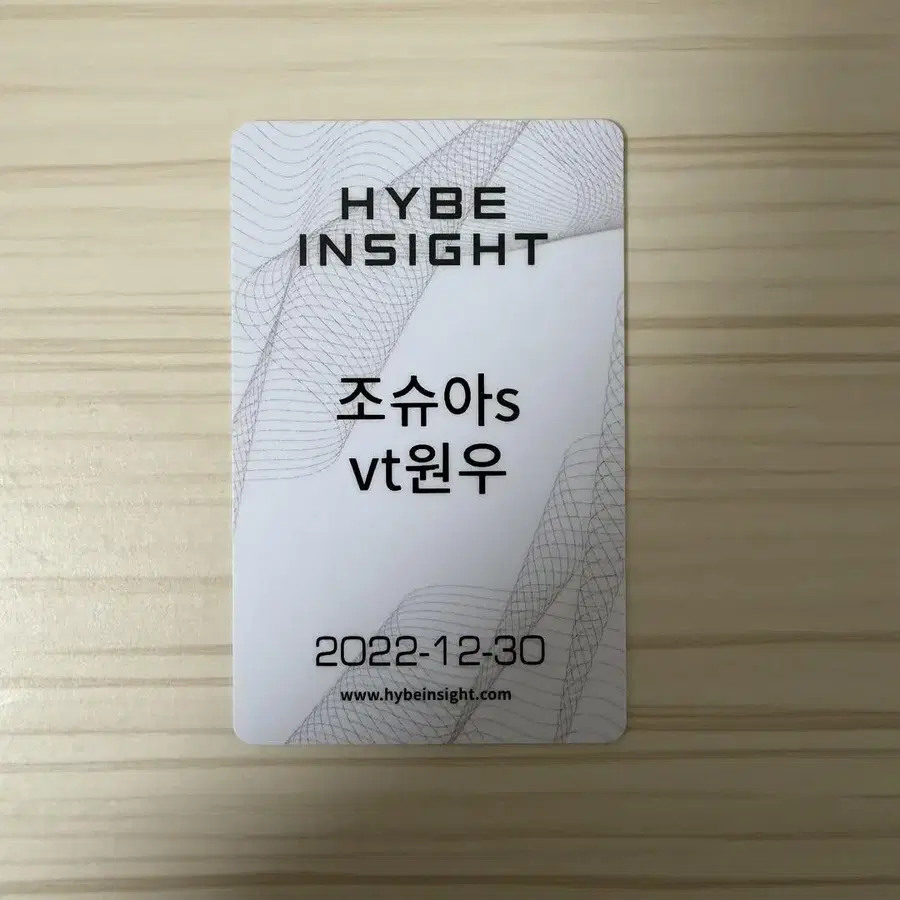 HYBE
INSIGHT
조슈아s
vt원우
2022-12-30
www.hybeinsight.com